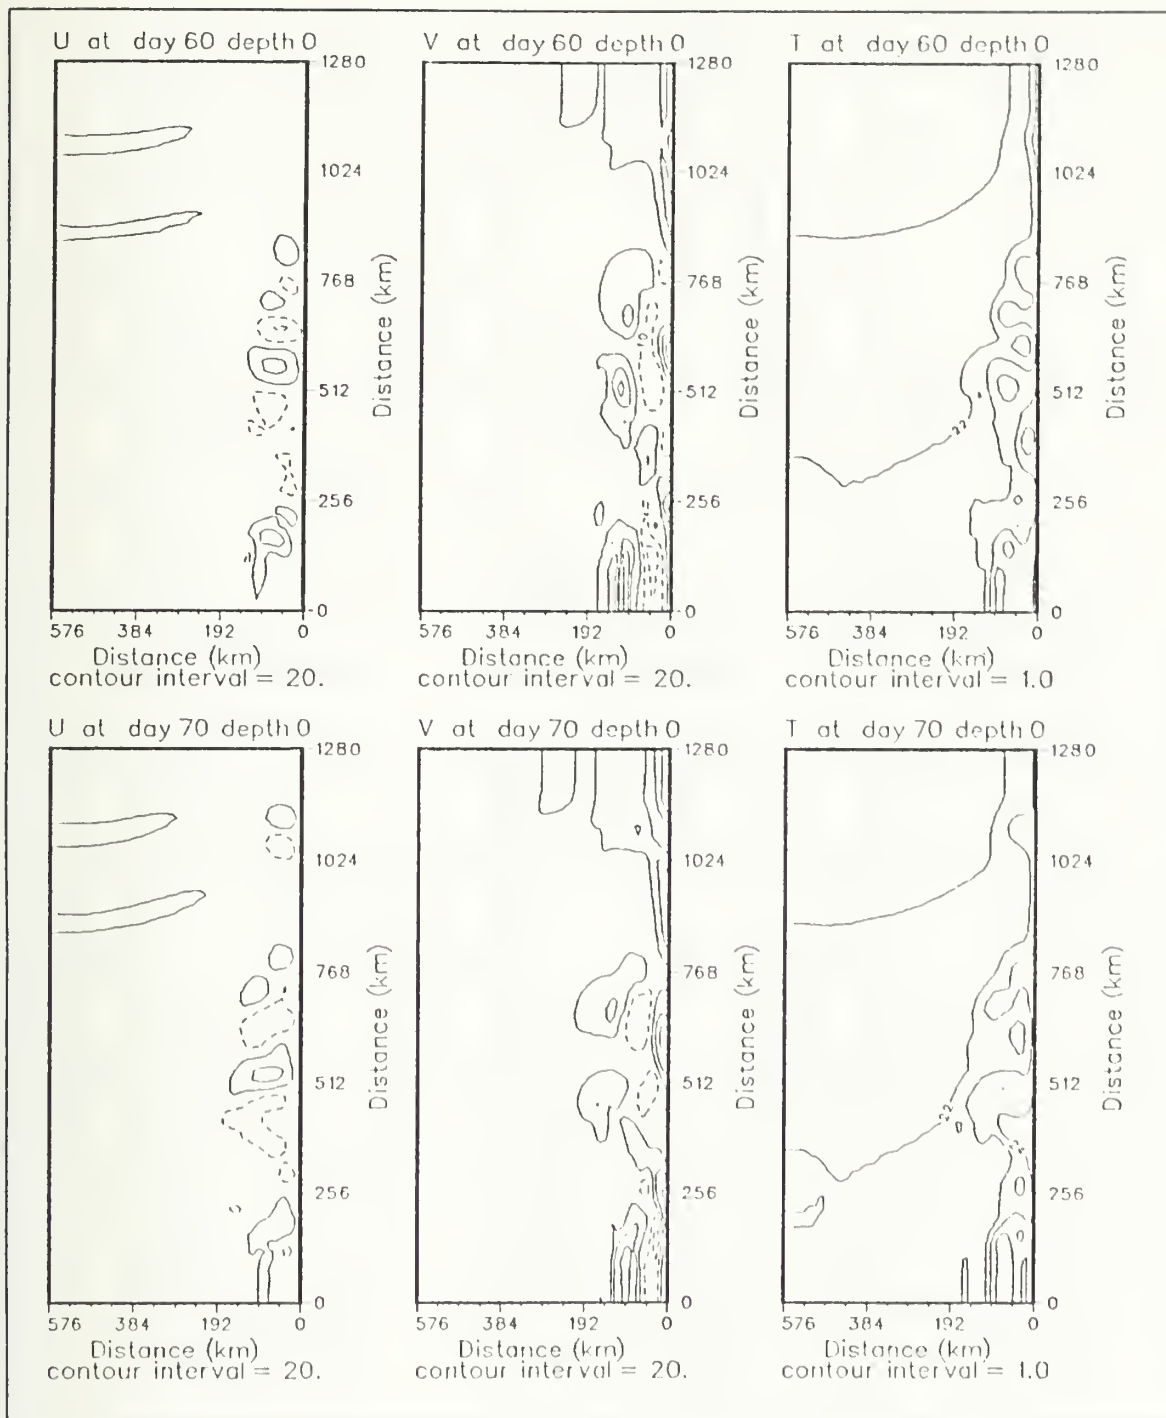 U at day 60 depth 0
V at day 60 depth 0
T at day 60 depth 0
1280
1024
768
512
256
0
Distance (km)
576 384 192 0
Distance (km)
contour interval = 20.
1280
1024
768
512
256
0
Distance (km)
576 384 192 0
Distance (km)
contour interval = 20.
1280
1024
768
512
256
0
Distance (km)
22
576 384 192 0
Distance (km)
contour interval = 1.0
U at day 70 depth 0
V at day 70 depth 0
T at day 70 depth 0
1280
1024
768
512
256
0
Distance (km)
576 384 192 0
Distance (km)
contour interval = 20.
1280
1024
768
512
256
0
Distance (km)
576 384 192 0
Distance (km)
contour interval = 20.
1280
1024
768
512
256
0
Distance (km)
22
576 384 192 0
Distance (km)
contour interval = 1.0